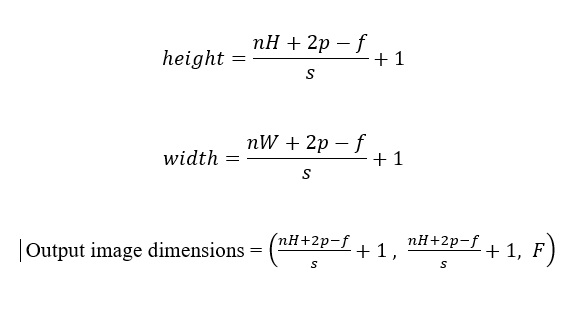 height = (nH + 2p − f)/s + 1
width = (nW + 2p − f)/s + 1
Output image dimensions = ((nH+2p−f)/s + 1, (nH+2p−f)/s + 1, F)